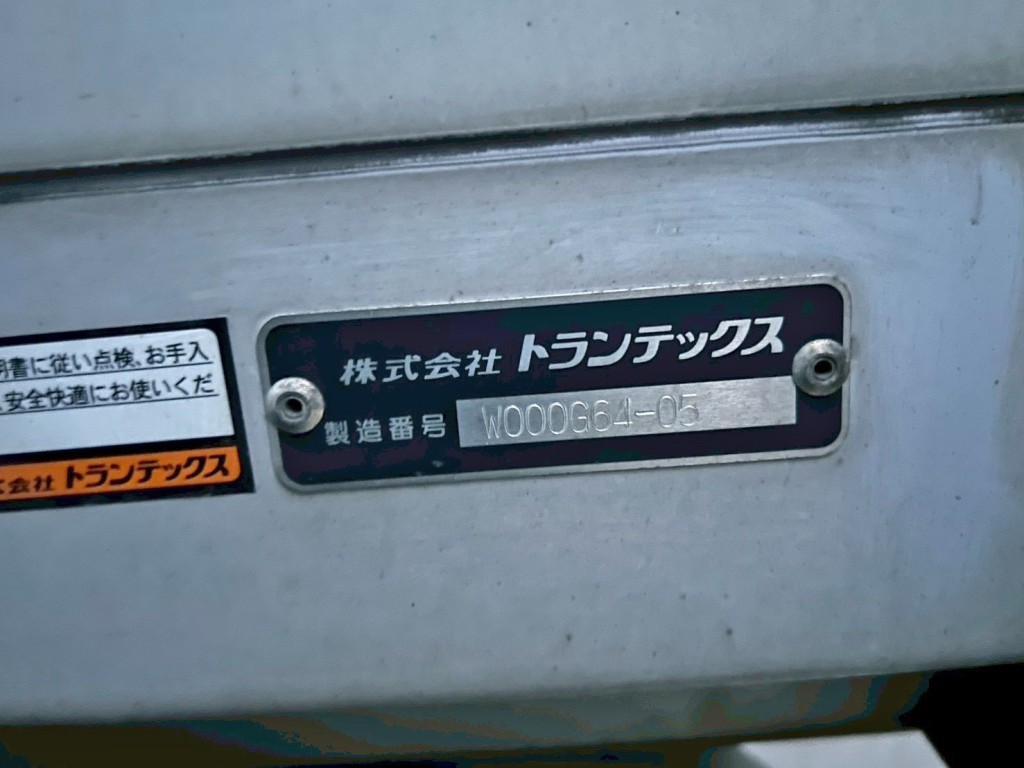 明書に従い点検、お手入
、安全快適にお使いくだ
式会社 トランテックス
株式会社 トランテックス
製造番号 W000G64-05